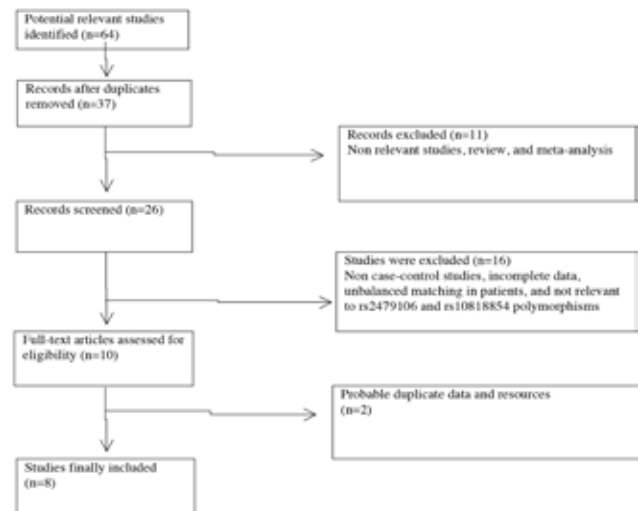 Potential relevant studies
identified (n=64)
Records after duplicates
removed (n=37)
Records excluded (n=11)
Non relevant studies, review, and meta-analysis
Records screened (n=26)
Studies were excluded (n=16)
Non case-control studies, incomplete data,
unbalanced matching in patients, and not relevant
to rs2479106 and rs10818854 polymorphisms
Full-text articles assessed for
eligibility (n=10)
Probable duplicate data and resources
(n=2)
Studies finally included
(n=8)